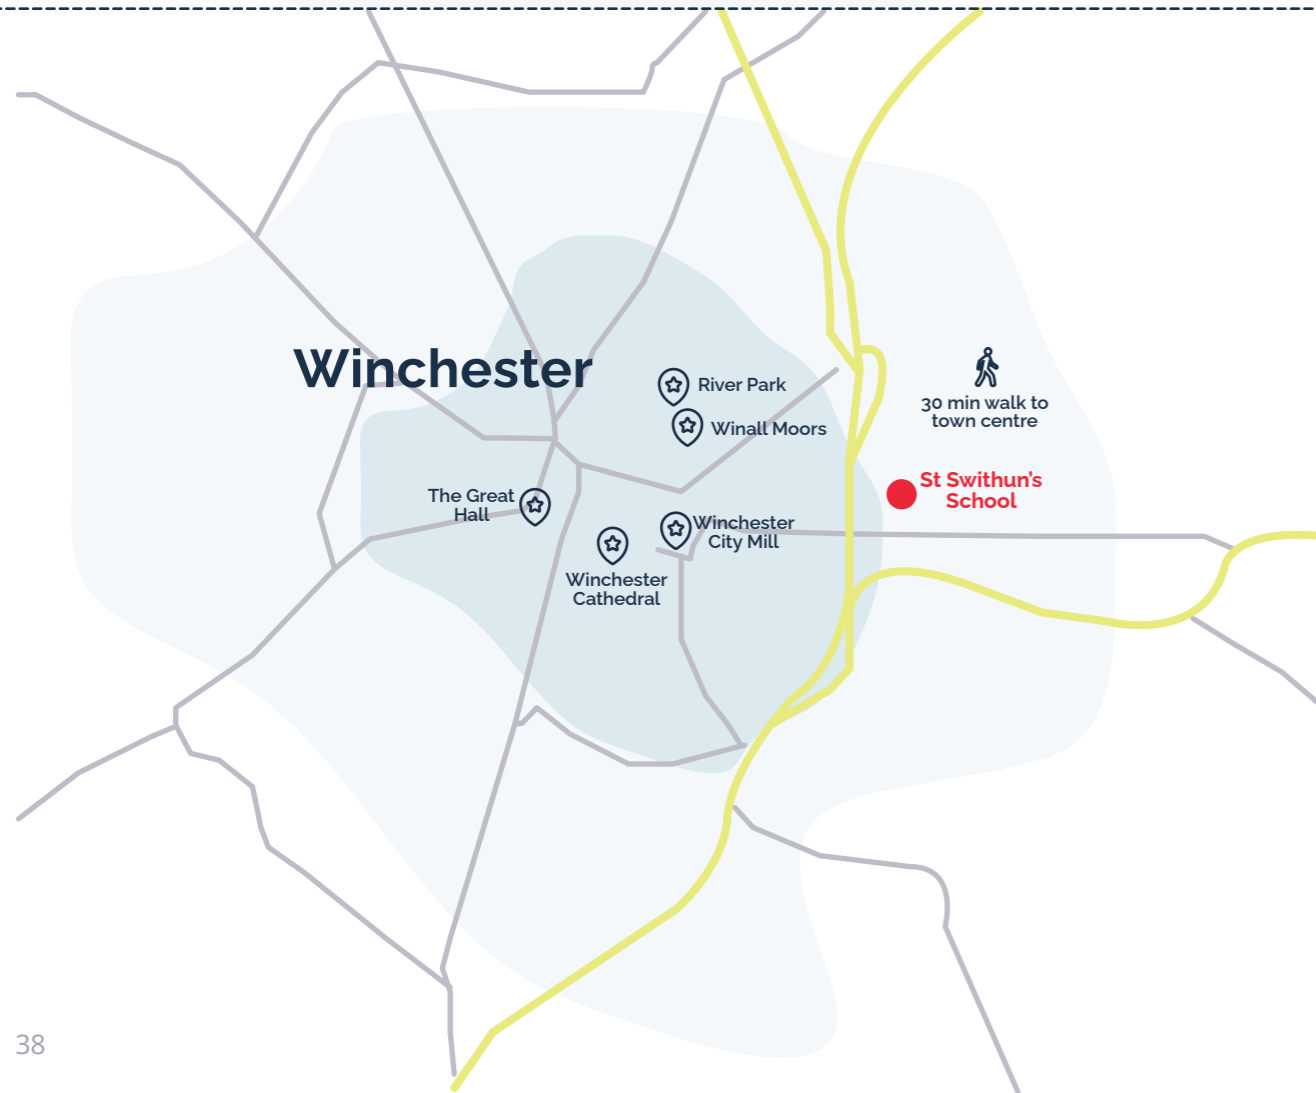 Winchester
River Park
Winall Moors
30 min walk to
town centre
St Swithun's
School
The Great
Hall
Winchester
City Mill
Winchester
Cathedral
38